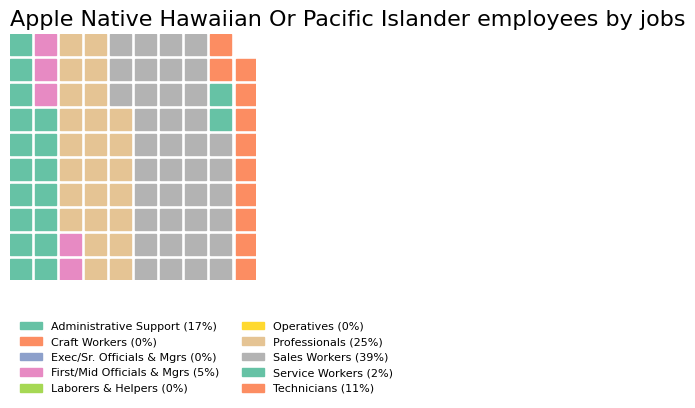 Apple Native Hawaiian Or Pacific Islander employees by jobs
Administrative Support (17%)
Craft Workers (0%)
Exec/Sr. Officials & Mgrs (0%)
First/Mid Officials & Mgrs (5%)
Laborers & Helpers (0%)
Operatives (0%)
Professionals (25%)
Sales Workers (39%)
Service Workers (2%)
Technicians (11%)